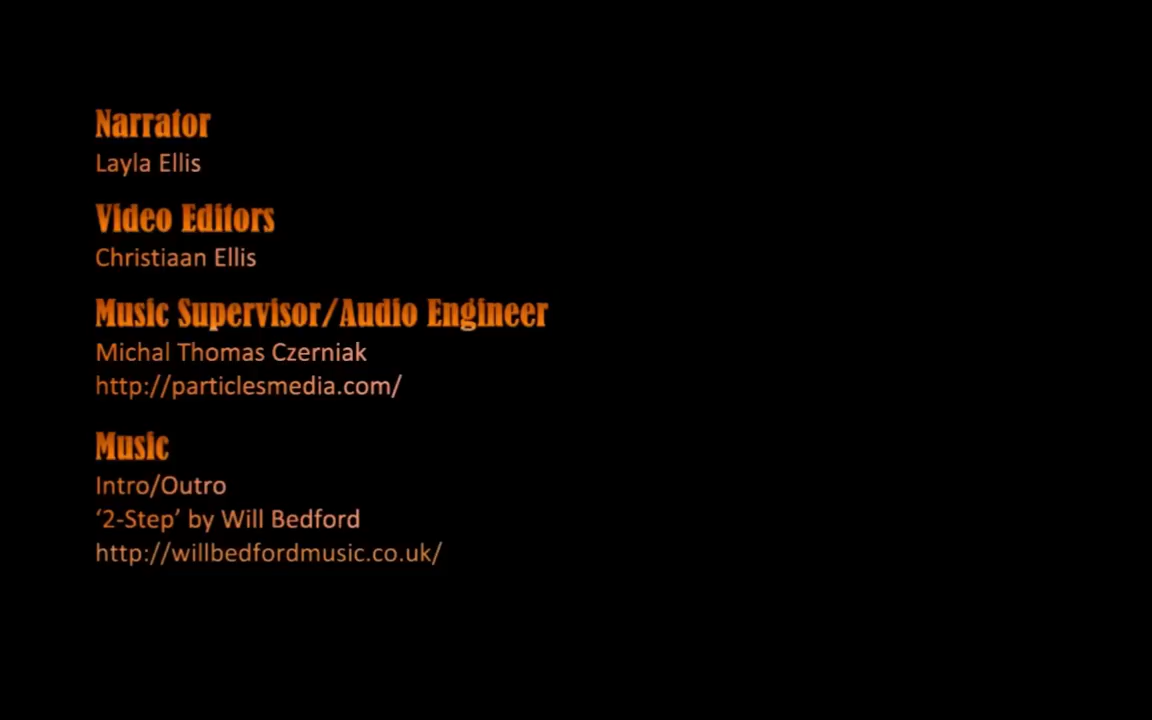 Narrator
Layla Ellis
Video Editors
Christiaan Ellis
Music Supervisor/Audio Engineer
Michal Thomas Czerniak
http://particlesmedia.com/
Music
Intro/Outro
‘2-Step’ by Will Bedford
http://willbedfordmusic.co.uk/